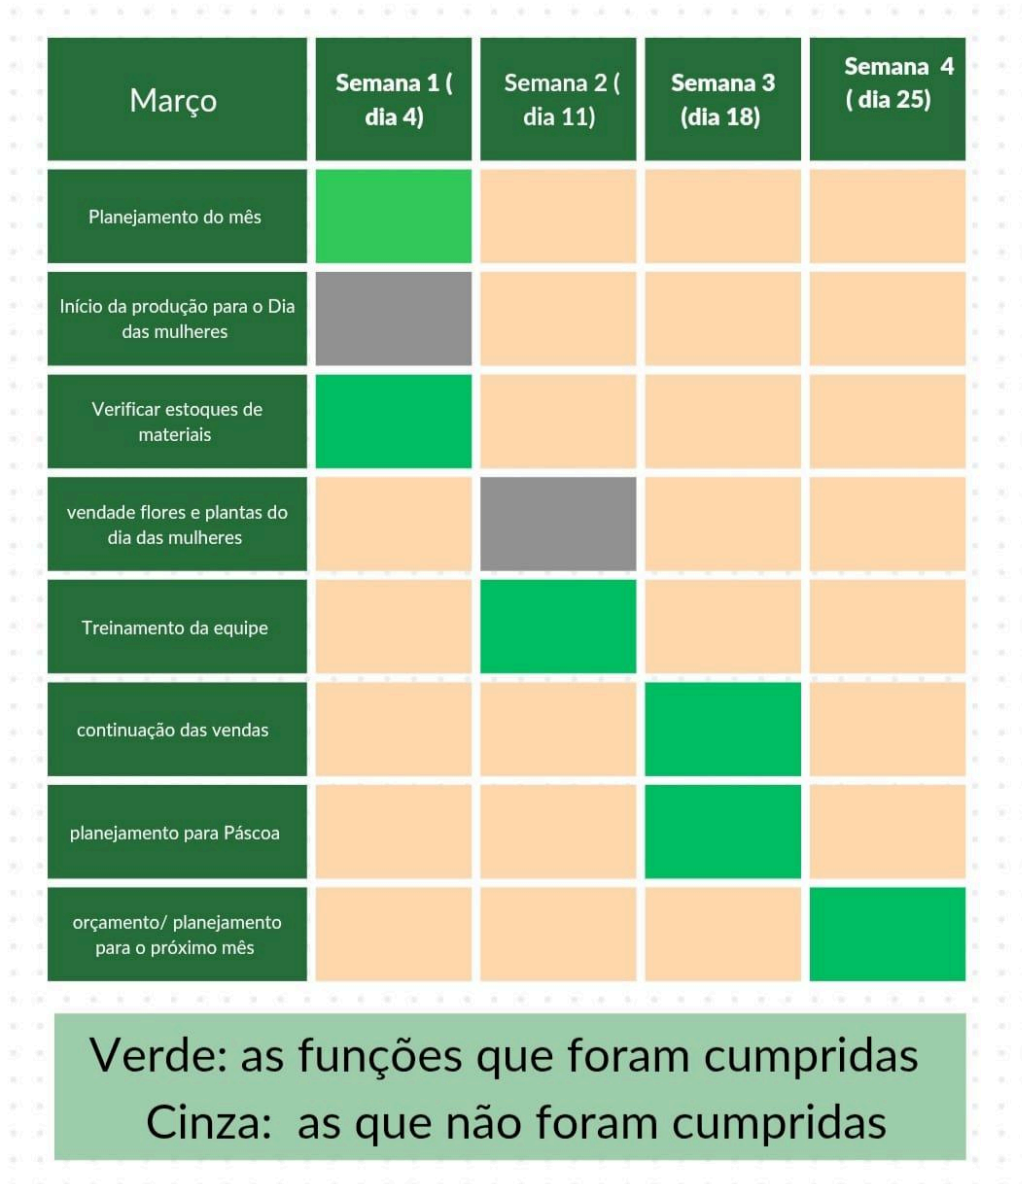 Março
Semana 1 (
dia 4)
Semana 2 (
dia 11)
Semana 3
(dia 18)
Semana 4
( dia 25)
Planejamento do mês
Início da produção para o Dia
das mulheres
Verificar estoques de
materiais
vendade flores e plantas do
dia das mulheres
Treinamento da equipe
continuação das vendas
planejamento para Páscoa
orçamento/ planejamento
para o próximo mês
Verde: as funções que foram cumpridas
Cinza: as que não foram cumpridas